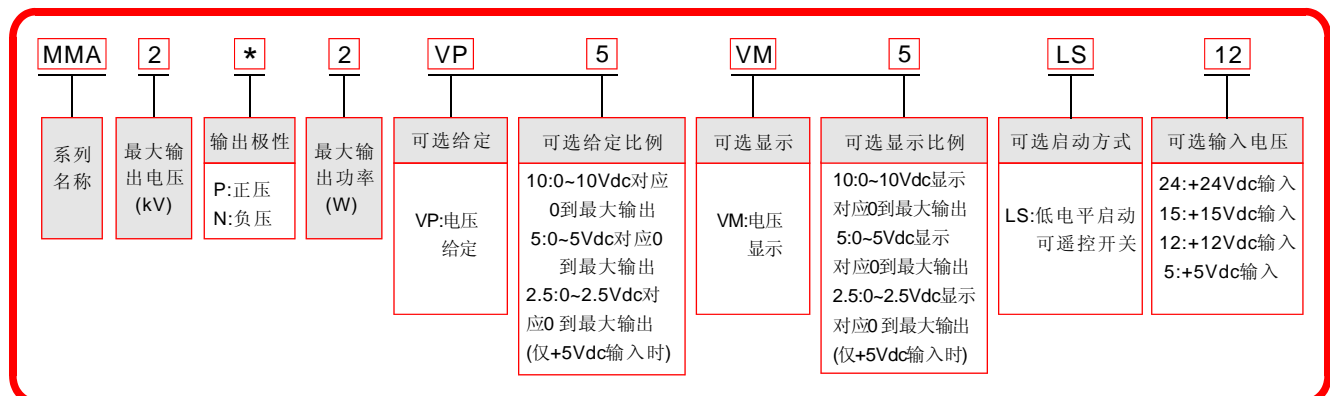 MMA 2 * 2 VP 5 VM 5 LS 12
系列
名称
最大输
出电压
(kV)
输出极性
P:正压
N:负压
最大输
出功率
(W)
可选给定
VP:电压
给定
可选给定比例
10:0~10Vdc对应
0到最大输出
5:0~5Vdc对应0
到最大输出
2.5:0~2.5Vdc对
应0 到最大输出
(仅+5Vdc输入时)
可选显示
VM:电压
显示
可选显示比例
10:0~10Vdc显示
对应0到最大输出
5:0~5Vdc显示
对应0到最大输出
2.5:0~2.5Vdc显示
对应0 到最大输出
(仅+5Vdc输入时)
可选启动方式
LS:低电平启动
可遥控开关
可选输入电压
24:+24Vdc输入
15:+15Vdc输入
12:+12Vdc输入
5:+5Vdc输入